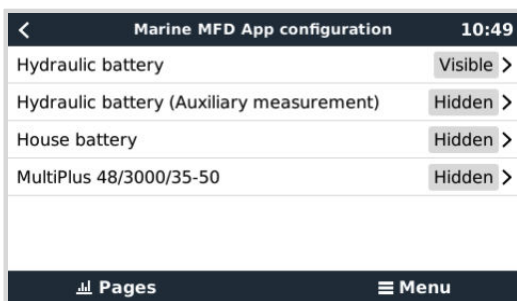 Marine MFD App configuration 10:49
Hydraulic battery Visible
Hydraulic battery (Auxiliary measurement) Hidden
House battery Hidden
MultiPlus 48/3000/35-50 Hidden
Pages Menu